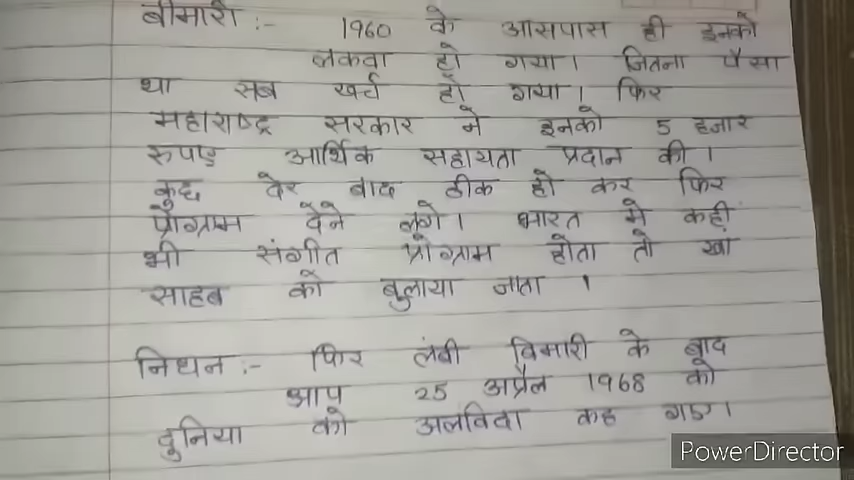 बीमारी :- 1960 के आसपास ही इनको
लकवा हो गया। जितना पैसा
था सब खर्च हो गया। फिर
महाराष्ट्र सरकार ने इनको 5 हजार
रुपए आर्थिक सहायता प्रदान की।
कुछ देर बाद ठीक हो कर फिर
प्रोग्राम देने लगे। भारत मे कहीं
भी संगीत प्रोग्राम होता तो खां
साहब को बुलाया जाता ।
निधन :- फिर लंबी बिमारी के बाद
आप 25 अप्रैल 1968 को
दुनिया को अलविदा कह गए।
PowerDirector